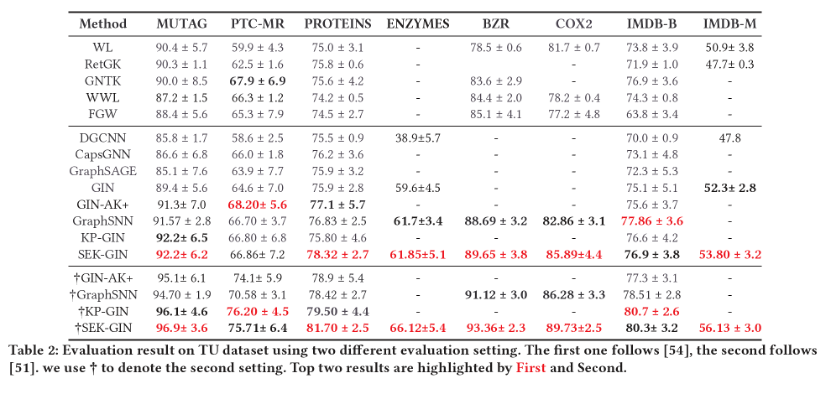 Method MUTAG PTC-MR PROTEINS ENZYMES BZR COX2 IMDB-B IMDB-M
WL 90.4 ± 5.7 59.9 ± 4.3 75.0 ± 3.1 - 78.5 ± 0.6 81.7 ± 0.7 73.8 ± 3.9 50.9± 3.8
RetGK 90.3 ± 1.1 62.5 ± 1.6 75.8 ± 0.6 - - 71.9 ± 1.0 47.7± 0.3
GNTK 90.0 ± 8.5 67.9 ± 6.9 75.6 ± 4.2 - 83.6 ± 2.9 - 76.9 ± 3.6 -
WWL 87.2 ± 1.5 66.3 ± 1.2 74.2 ± 0.5 - 84.4 ± 2.0 78.2 ± 0.4 74.3 ± 0.8 -
FGW 88.4 ± 5.6 65.3 ± 7.9 74.5 ± 2.7 - 85.1 ± 4.1 77.2 ± 4.8 63.8 ± 3.4 -
DGCNN 85.8 ± 1.7 58.6 ± 2.5 75.5 ± 0.9 38.9±5.7 - - 70.0 ± 0.9 47.8
CapsGNN 86.6 ± 6.8 66.0 ± 1.8 76.2 ± 3.6 - - - 73.1 ± 4.8 -
GraphSAGE 85.1 ± 7.6 63.9 ± 7.7 75.9 ± 3.2 - - - 72.3 ± 5.3 -
GIN 89.4 ± 5.6 64.6 ± 7.0 75.9 ± 2.8 59.6±4.5 - - 75.1 ± 5.1 52.3± 2.8
GIN-AK+ 91.3± 7.0 68.20± 5.6 77.1 ± 5.7 - - - 75.6 ± 3.7 -
GraphSNN 91.57 ± 2.8 66.70 ± 3.7 76.83 ± 2.5 61.7±3.4 88.69 ± 3.2 82.86 ± 3.1 77.86 ± 3.6 -
KP-GIN 92.2± 6.5 66.80 ± 6.8 75.80 ± 4.6 - - - 76.6 ± 4.2 -
SEK-GIN 92.2 ± 6.2 66.86± 7.2 78.32 ± 2.7 61.85±5.1 89.65 ± 3.8 85.89±4.4 76.9 ± 3.8 53.80 ± 3.2
†GIN-AK+ 95.1± 6.1 74.1± 5.9 78.9 ± 5.4 - - - 77.3 ± 3.1 -
†GraphSNN 94.70 ± 1.9 70.58 ± 3.1 78.42 ± 2.7 - 91.12 ± 3.0 86.28 ± 3.3 78.51 ± 2.8 -
†KP-GIN 96.1± 4.6 76.20 ± 4.5 79.50 ± 4.4 - - - 80.7 ± 2.6 -
†SEK-GIN 96.9± 3.6 75.71± 6.4 81.70 ± 2.5 66.12±5.4 93.36± 2.3 89.73±2.5 80.3± 3.2 56.13 ± 3.0
Table 2: Evaluation result on TU dataset using two different evaluation setting. The first one follows [54], the second follows
[51]. we use † to denote the second setting. Top two results are highlighted by First and Second.